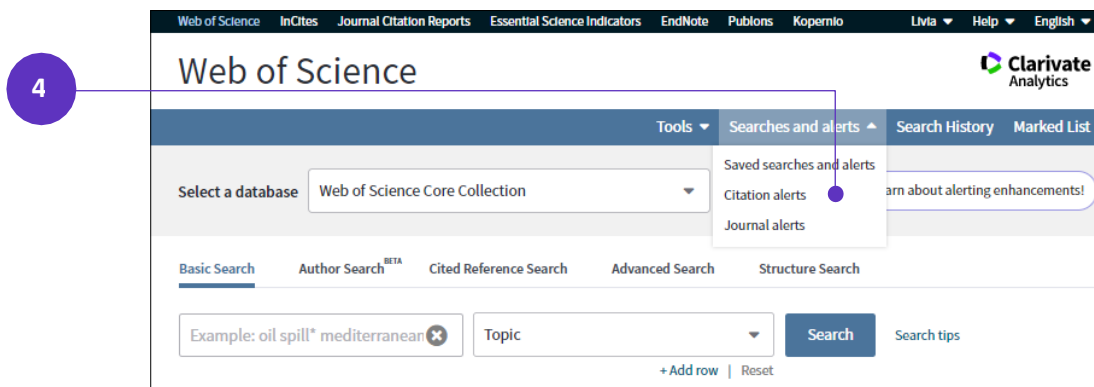 Web of Science InCites Journal Citation Reports Essential Science Indicators EndNote Publons Kopernio Livia Help English
Web of Science
Clarivate
Analytics
4
Tools Searches and alerts Search History Marked List
Saved searches and alerts
Select a database Web of Science Core Collection Citation alerts arn about alerting enhancements!
Journal alerts
Basic Search Author Search BETA Cited Reference Search Advanced Search Structure Search
Example: oil spill* mediterranean Topic Search Search tips
+ Add row | Reset